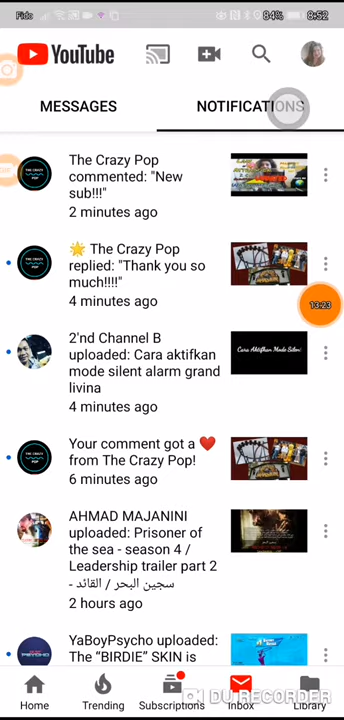 Fido
84%
8:52
YouTube
MESSAGES
NOTIFICATIONS
The Crazy Pop
commented: "New
sub!!!"
2 minutes ago
🌟 The Crazy Pop
replied: "Thank you so
much!!!!"
4 minutes ago
13:23
2'nd Channel B
uploaded: Cara aktifkan
mode silent alarm grand
livina
4 minutes ago
Cara Aktifkan Mode Silent
Your comment got a ❤️
from The Crazy Pop!
6 minutes ago
AHMAD MAJANINI
uploaded: Prisoner of
the sea - season 4 /
Leadership trailer part 2
- سجين البحر / القائد
2 hours ago
YaBoyPsycho uploaded:
The “BIRDIE” SKIN is
DU RECORDER
Home
Trending
Subscriptions
Inbox
Library